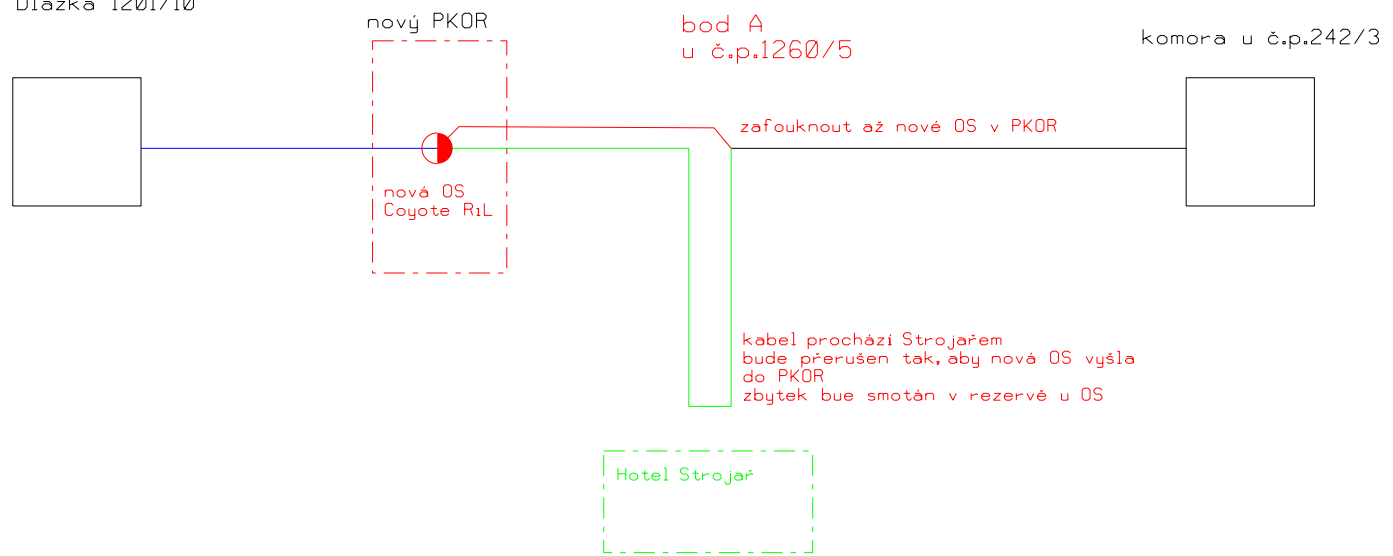 Dlažka 1201/10
nový PKOR
bod A
u č.p.1260/5
komora u č.p.242/3
zafouknout až nové OS v PKOR
nová OS
Coyote R1L
kabel prochází Strojařem
bude přerušen tak, aby nová OS vyšla
do PKOR
zbytek bue smotán v rezervě u OS
Hotel Strojař